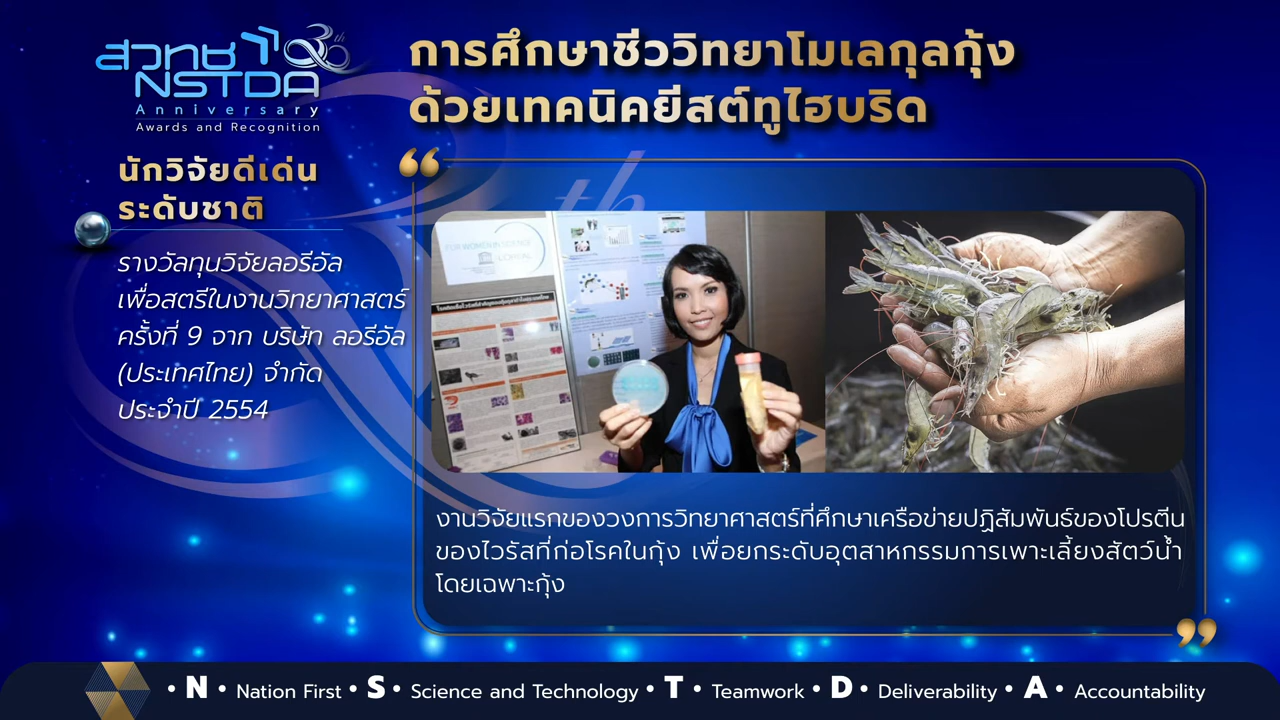 สวทช
NSTDA
30th
Anniversary
Awards and Recognition
การศึกษาชีววิทยาโมเลกุลกุ้ง
ด้วยเทคนิคยีสต์ทูไฮบริด
นักวิจัยดีเด่น
ระดับชาติ
รางวัลทุนวิจัยลอรีอัล
เพื่อสตรีในงานวิทยาศาสตร์
ครั้งที่ 9 จาก บริษัท ลอรีอัล
(ประเทศไทย) จำกัด
ประจำปี 2554
th
FOR WOMEN IN SCIENCE
L'OREAL
งานวิจัยแรกของวงการวิทยาศาสตร์ที่ศึกษาเครือข่ายปฏิสัมพันธ์ของโปรตีน
ของไวรัสที่ก่อโรคในกุ้ง เพื่อยกระดับอุตสาหกรรมการเพาะเลี้ยงสัตว์น้ำ
โดยเฉพาะกุ้ง
• N • Nation First • S • Science and Technology • T • Teamwork • D • Deliverability • A • Accountability